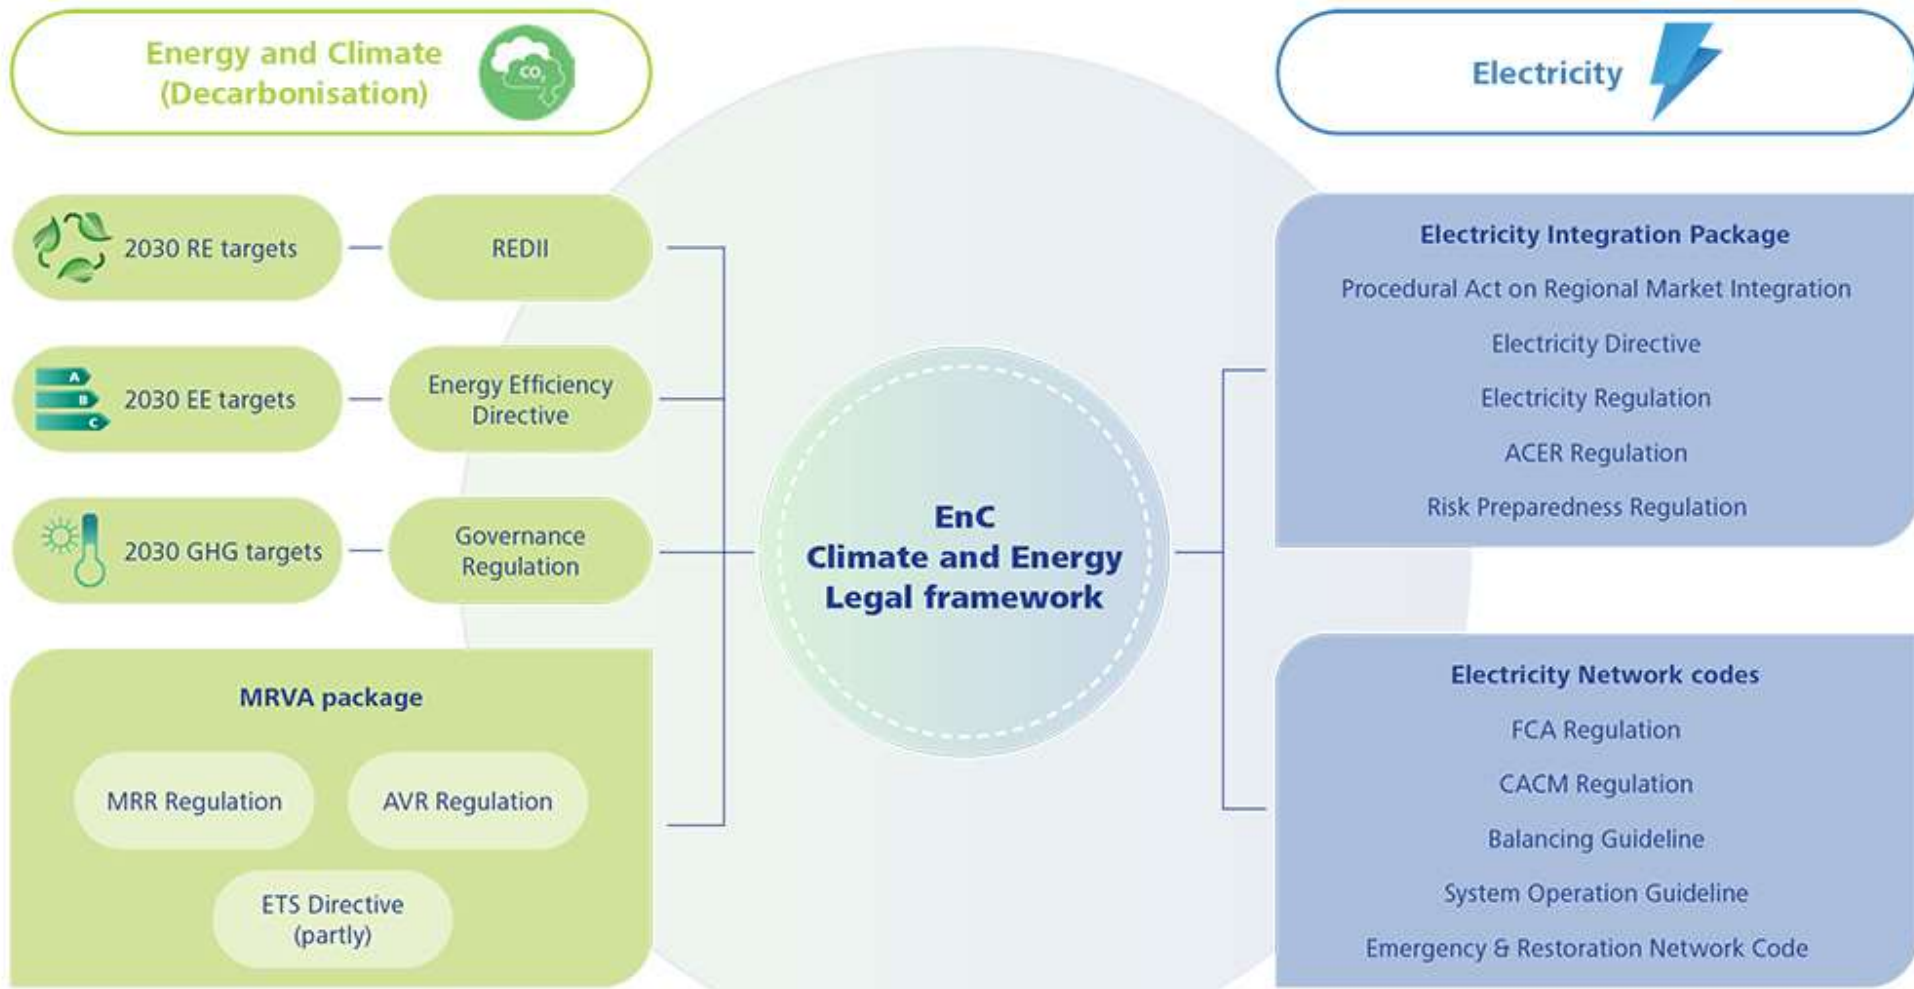 Energy and Climate
(Decarbonisation)
CO2
2030 RE targets
REDII
A
B
C
2030 EE targets
Energy Efficiency
Directive
2030 GHG targets
Governance
Regulation
MRVA package
MRR Regulation
AVR Regulation
ETS Directive
(partly)
EnC
Climate and Energy
Legal framework
Electricity
Electricity Integration Package
Procedural Act on Regional Market Integration
Electricity Directive
Electricity Regulation
ACER Regulation
Risk Preparedness Regulation
Electricity Network codes
FCA Regulation
CACM Regulation
Balancing Guideline
System Operation Guideline
Emergency & Restoration Network Code